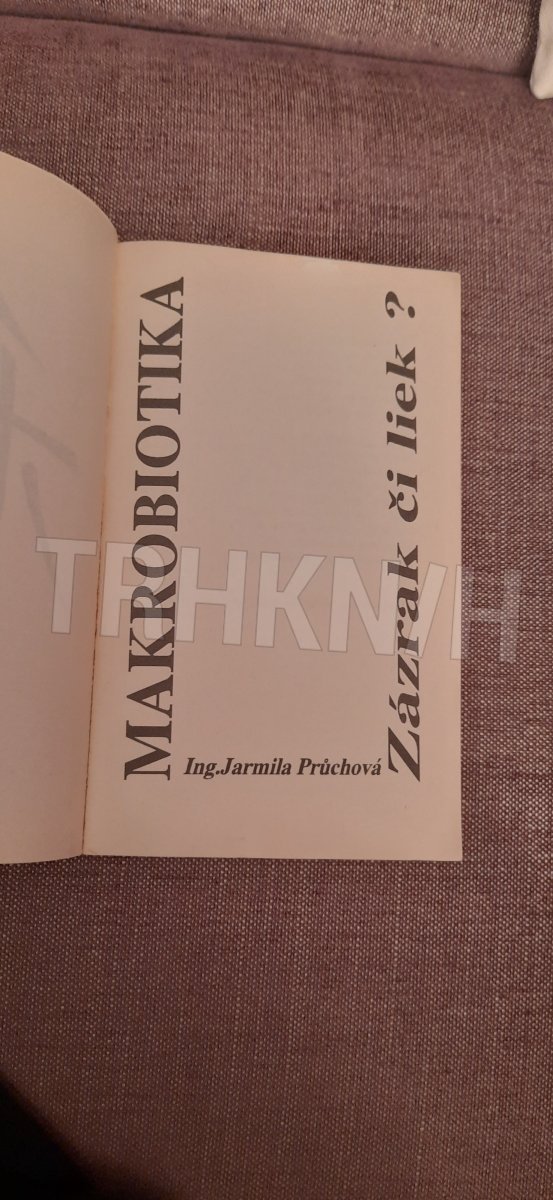 MAKROBIOTIKA
Zázrak či liek ?
Ing.Jarmila Průchová
TRHKNIH